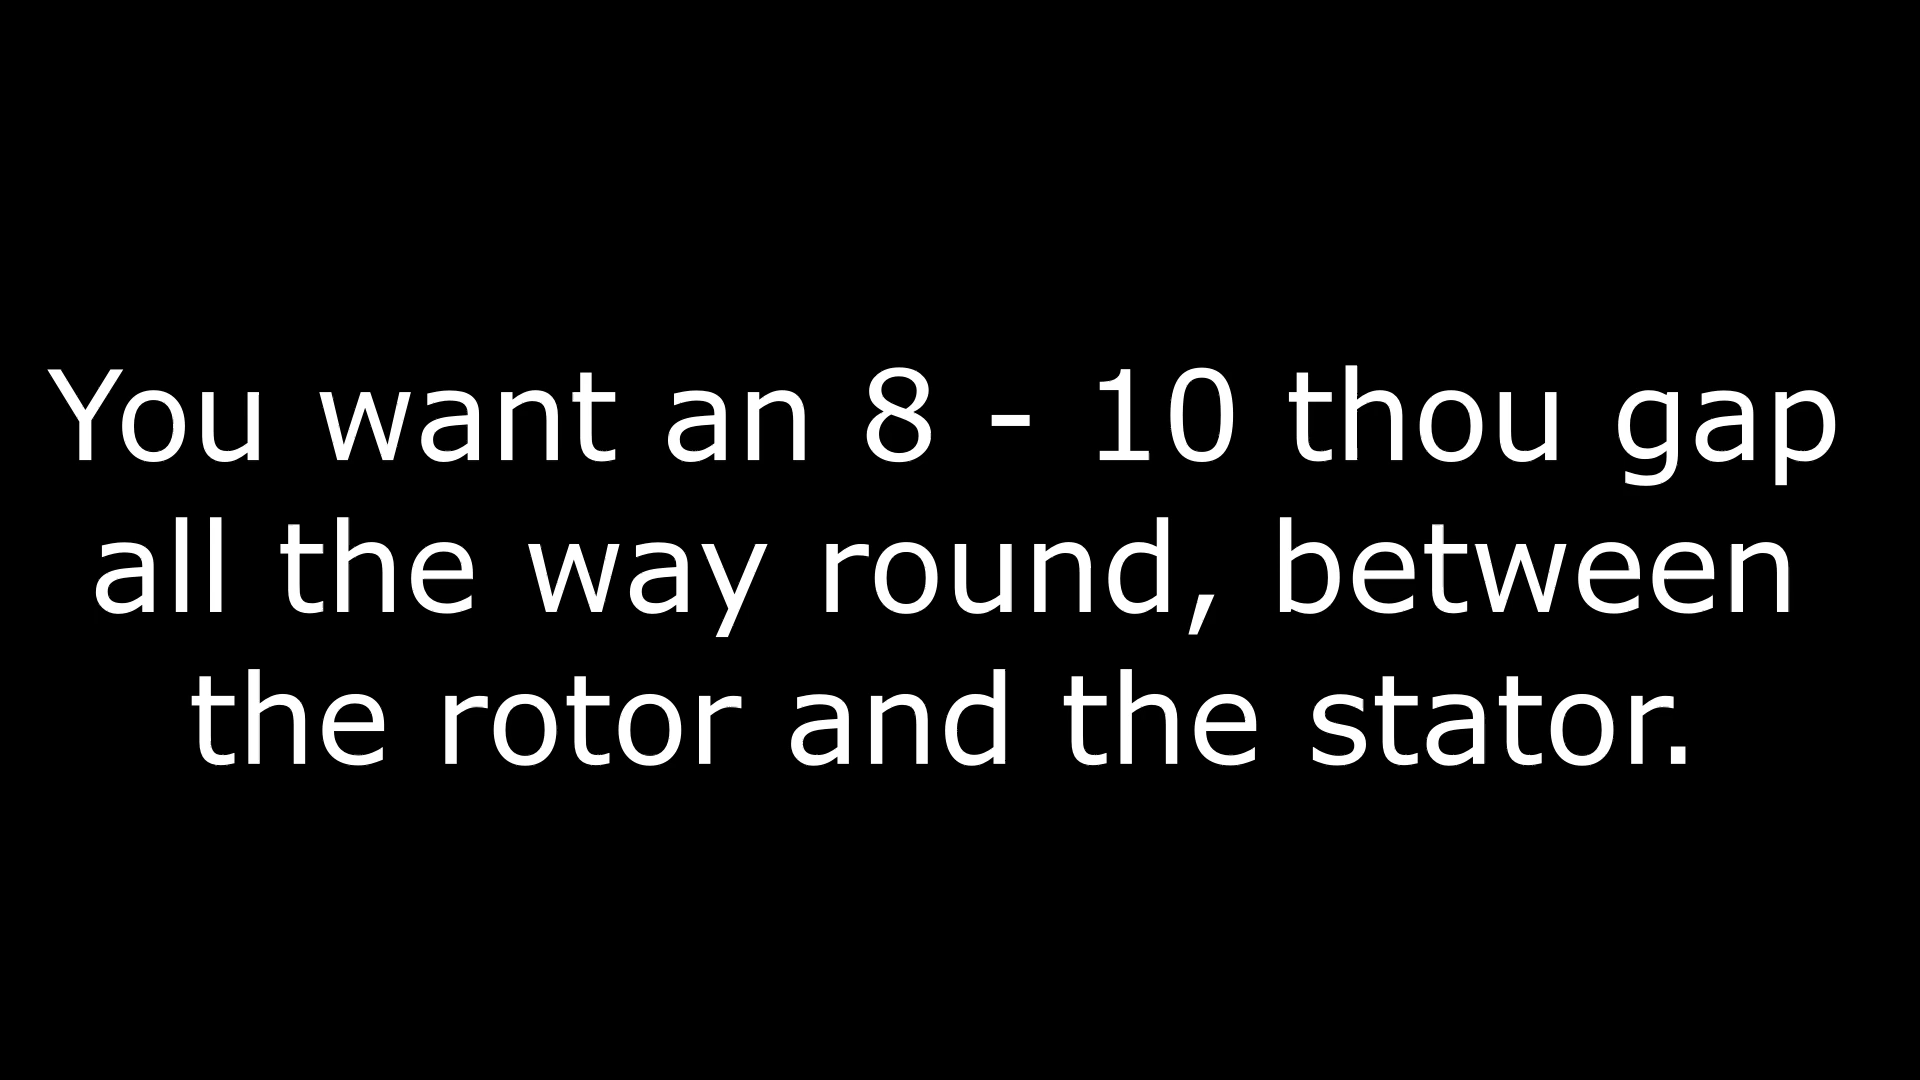 You want an 8 - 10 thou gap
all the way round, between
the rotor and the stator.